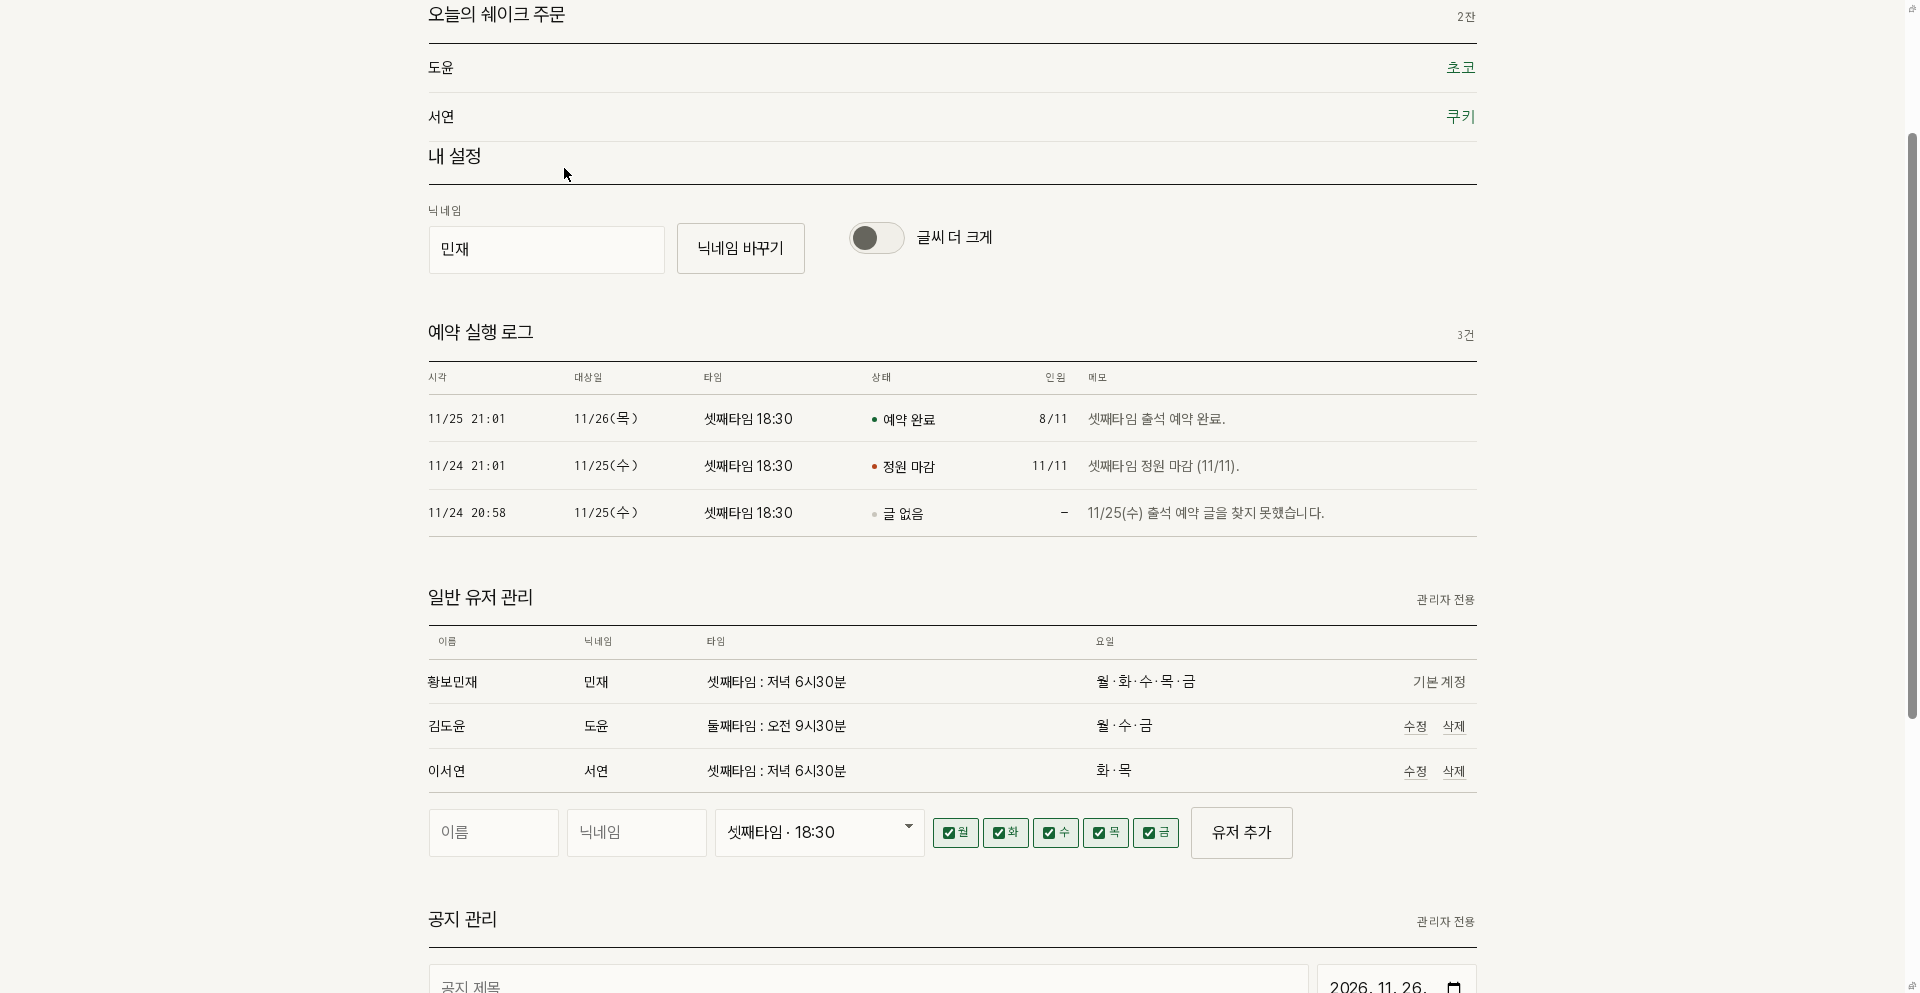 오늘의 쉐이크 주문 2잔
도윤 초코
서연 쿠키
내 설정
닉네임
민재 닉네임 바꾸기 글씨 더 크게
예약 실행 로그 3건
시각 대상일 타임 상태 인원 메모
11/25 21:01 11/26(목) 셋째타임 18:30 예약 완료 8/11 셋째타임 출석 예약 완료.
11/24 21:01 11/25(수) 셋째타임 18:30 정원 마감 11/11 셋째타임 정원 마감 (11/11).
11/24 20:58 11/25(수) 셋째타임 18:30 글 없음 – 11/25(수) 출석 예약 글을 찾지 못했습니다.
일반 유저 관리 관리자 전용
이름 닉네임 타임 요일
황보민재 민재 셋째타임 : 저녁 6시30분 월·화·수·목·금 기본 계정
김도윤 도윤 둘째타임 : 오전 9시30분 월·수·금 수정 삭제
이서연 서연 셋째타임 : 저녁 6시30분 화·목 수정 삭제
이름 닉네임 셋째타임 · 18:30 월 화 수 목 금 유저 추가
공지 관리 관리자 전용
공지 제목 2026. 11. 26.